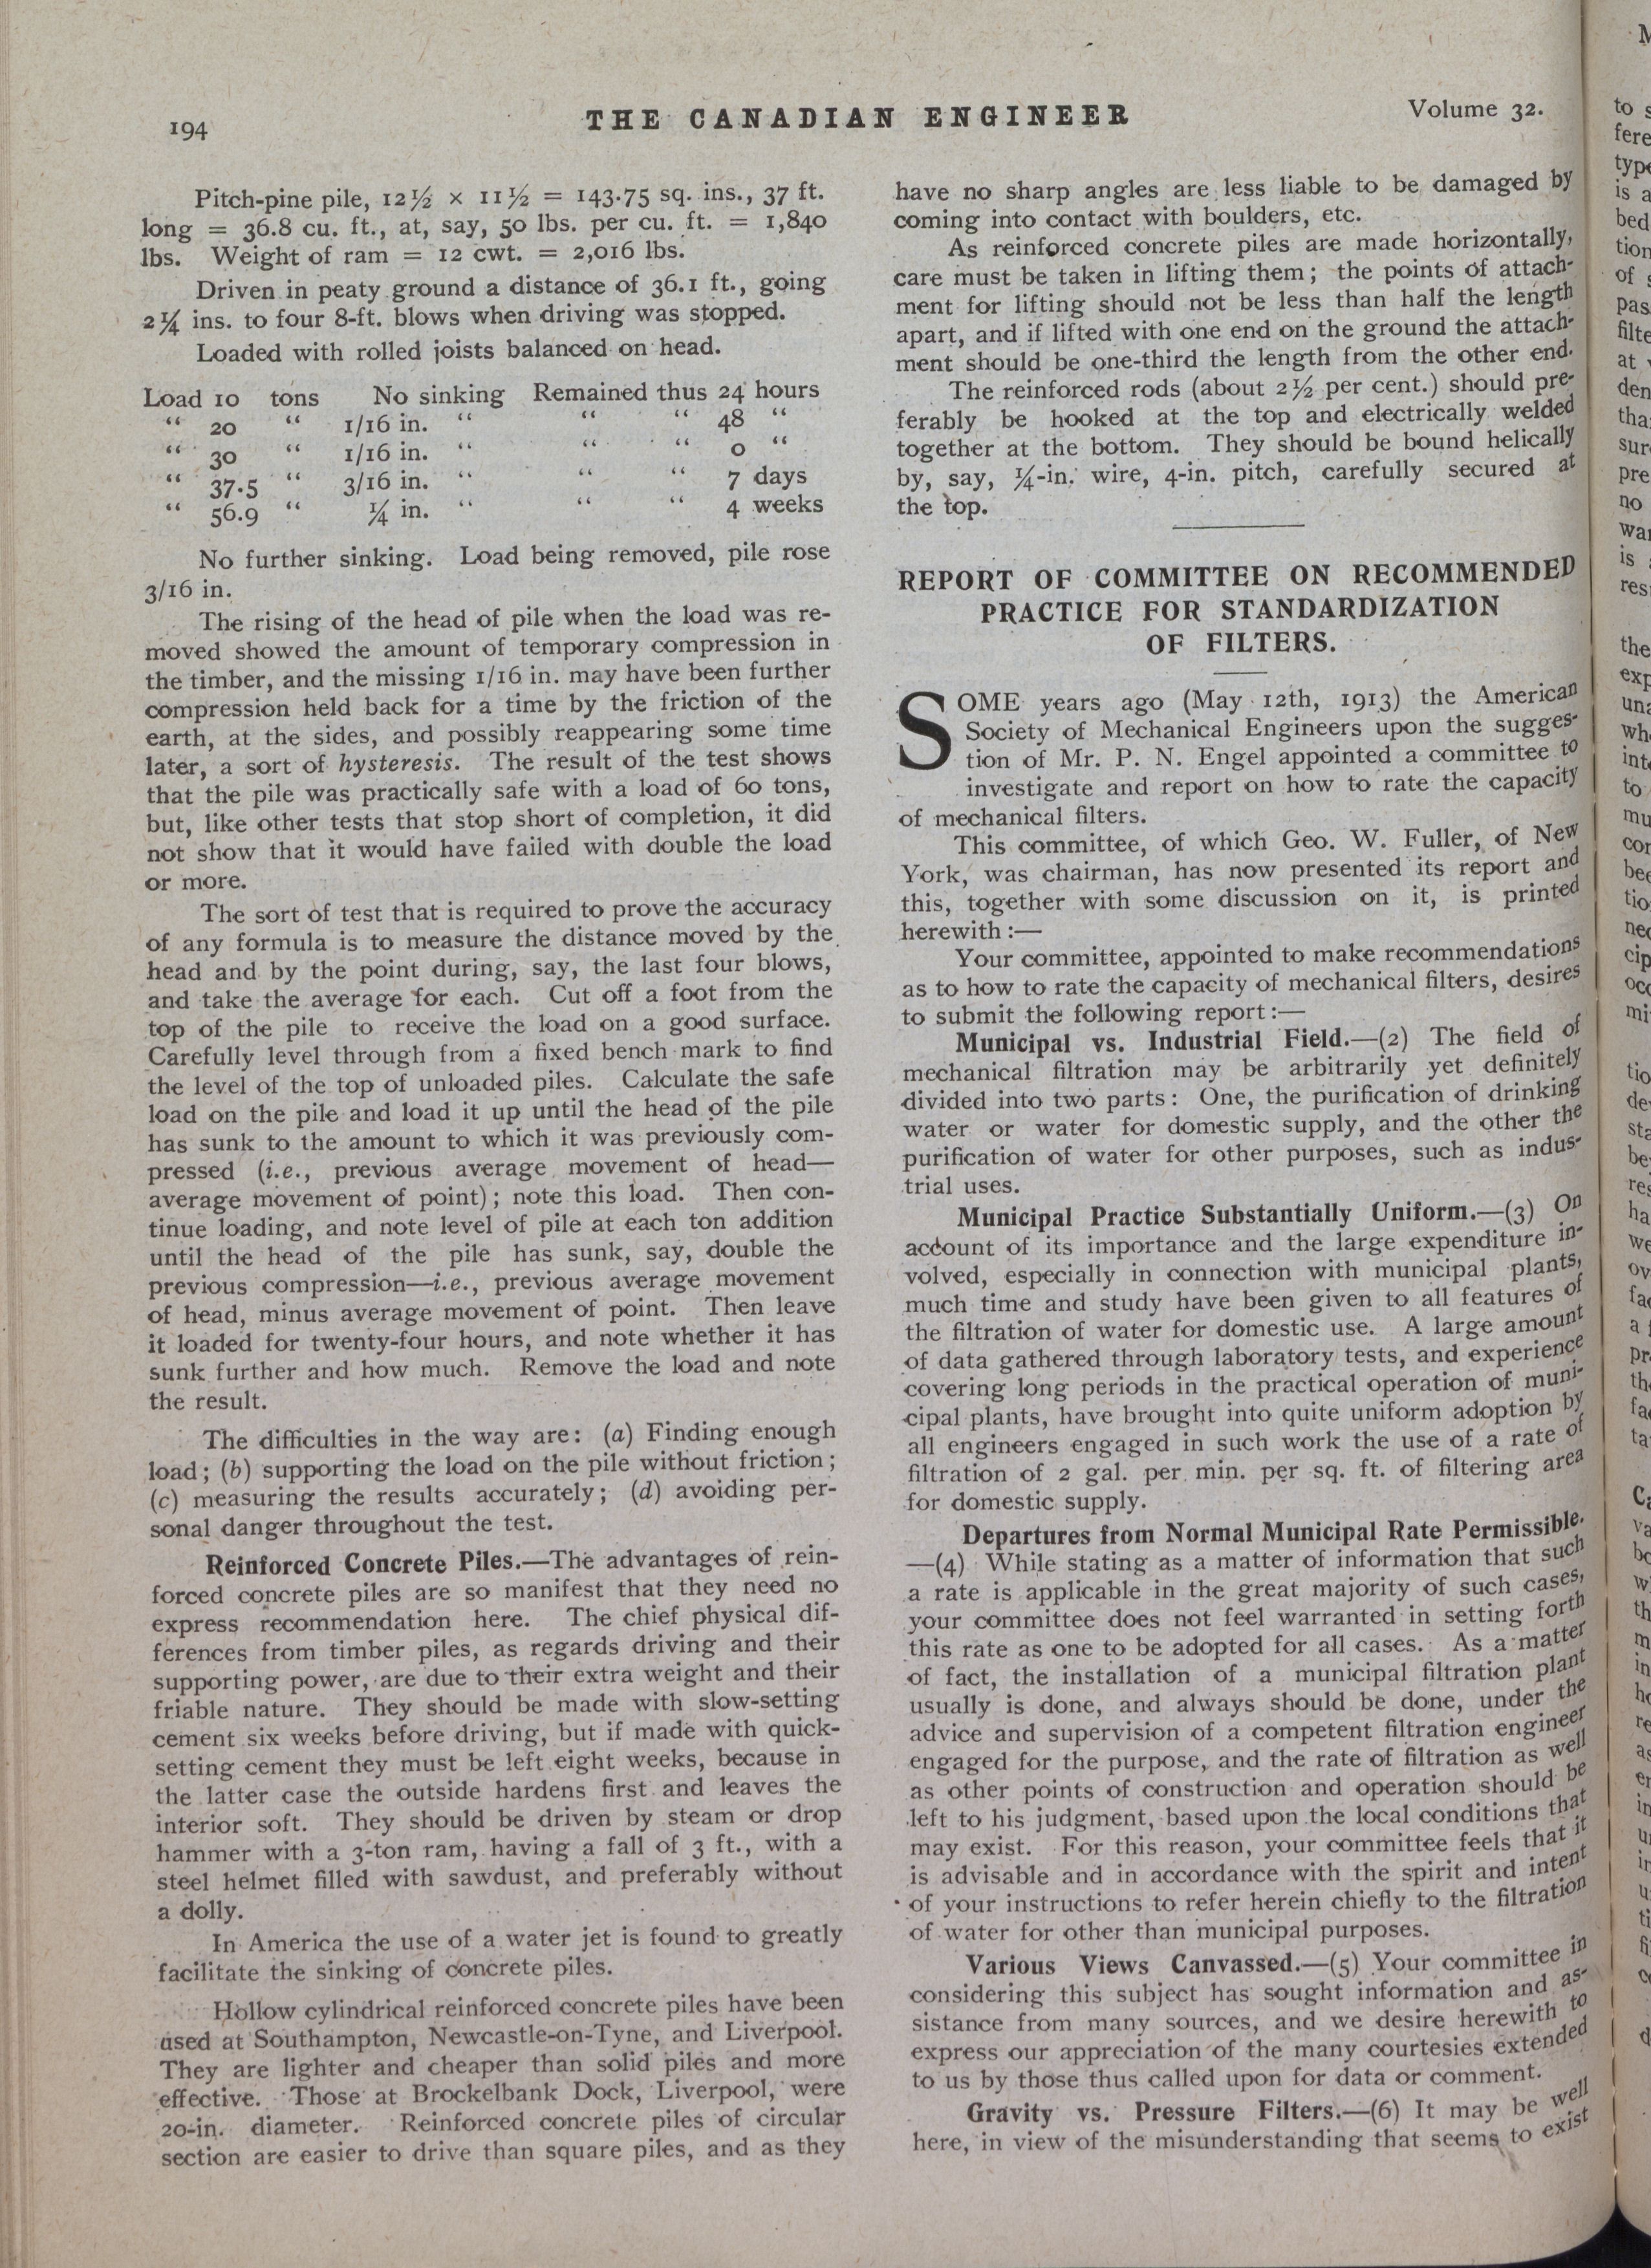 194
THE CANADIAN ENGINEER
Volume 32.
Pitch-pine pile, 12½ × 11½ = 143.75 sq. ins., 37 ft.
long = 36.8 cu. ft., at, say, 50 lbs. per cu. ft. = 1,840
lbs. Weight of ram = 12 cwt. = 2,016 lbs.
Driven in peaty ground a distance of 36.1 ft., going
2¼ ins. to four 8-ft. blows when driving was stopped.
Loaded with rolled joists balanced on head.
Load 10 tons No sinking Remained thus 24 hours
“ 20 “ 1/16 in. “ “ “ 48 “
“ 30 “ 1/16 in. “ “ “ 0 “
“ 37.5 “ 3/16 in. “ “ “ 7 days
“ 56.9 “ ¼ in. “ “ “ 4 weeks
No further sinking. Load being removed, pile rose
3/16 in.
The rising of the head of pile when the load was re-
moved showed the amount of temporary compression in
the timber, and the missing 1/16 in. may have been further
compression held back for a time by the friction of the
earth, at the sides, and possibly reappearing some time
later, a sort of hysteresis. The result of the test shows
that the pile was practically safe with a load of 60 tons,
but, like other tests that stop short of completion, it did
not show that it would have failed with double the load
or more.
The sort of test that is required to prove the accuracy
of any formula is to measure the distance moved by the
head and by the point during, say, the last four blows,
and take the average for each. Cut off a foot from the
top of the pile to receive the load on a good surface.
Carefully level through from a fixed bench mark to find
the level of the top of unloaded piles. Calculate the safe
load on the pile and load it up until the head of the pile
has sunk to the amount to which it was previously com-
pressed (i.e., previous average movement of head—
average movement of point); note this load. Then con-
tinue loading, and note level of pile at each ton addition
until the head of the pile has sunk, say, double the
previous compression—i.e., previous average movement
of head, minus average movement of point. Then leave
it loaded for twenty-four hours, and note whether it has
sunk further and how much. Remove the load and note
the result.
The difficulties in the way are: (a) Finding enough
load; (b) supporting the load on the pile without friction;
(c) measuring the results accurately; (d) avoiding per-
sonal danger throughout the test.
Reinforced Concrete Piles.—The advantages of rein-
forced concrete piles are so manifest that they need no
express recommendation here. The chief physical dif-
ferences from timber piles, as regards driving and their
supporting power, are due to their extra weight and their
friable nature. They should be made with slow-setting
cement six weeks before driving, but if made with quick-
setting cement they must be left eight weeks, because in
the latter case the outside hardens first and leaves the
interior soft. They should be driven by steam or drop
hammer with a 3-ton ram, having a fall of 3 ft., with a
steel helmet filled with sawdust, and preferably without
a dolly.
In America the use of a water jet is found to greatly
facilitate the sinking of concrete piles.
Hollow cylindrical reinforced concrete piles have been
used at Southampton, Newcastle-on-Tyne, and Liverpool.
They are lighter and cheaper than solid piles and more
effective. Those at Brockelbank Dock, Liverpool, were
20-in. diameter. Reinforced concrete piles of circular
section are easier to drive than square piles, and as they
have no sharp angles are less liable to be damaged by
coming into contact with boulders, etc.
As reinforced concrete piles are made horizontally,
care must be taken in lifting them; the points of attach-
ment for lifting should not be less than half the length
apart, and if lifted with one end on the ground the attach-
ment should be one-third the length from the other end.
The reinforced rods (about 2½ per cent.) should pre-
ferably be hooked at the top and electrically welded
together at the bottom. They should be bound helically
by, say, ¼-in. wire, 4-in. pitch, carefully secured at
the top.
REPORT OF COMMITTEE ON RECOMMENDED
PRACTICE FOR STANDARDIZATION
OF FILTERS.
SOME years ago (May 12th, 1913) the American
Society of Mechanical Engineers upon the sugges-
tion of Mr. P. N. Engel appointed a committee to
investigate and report on how to rate the capacity
of mechanical filters.
This committee, of which Geo. W. Fuller, of New
York, was chairman, has now presented its report and
this, together with some discussion on it, is printed
herewith:—
Your committee, appointed to make recommendations
as to how to rate the capacity of mechanical filters, desires
to submit the following report:—
Municipal vs. Industrial Field.—(2) The field of
mechanical filtration may be arbitrarily yet definitely
divided into two parts: One, the purification of drinking
water or water for domestic supply, and the other the
purification of water for other purposes, such as indus-
trial uses.
Municipal Practice Substantially Uniform.—(3) On
account of its importance and the large expenditure in-
volved, especially in connection with municipal plants,
much time and study have been given to all features of
the filtration of water for domestic use. A large amount
of data gathered through laboratory tests, and experience
covering long periods in the practical operation of muni-
cipal plants, have brought into quite uniform adoption by
all engineers engaged in such work the use of a rate of
filtration of 2 gal. per min. per sq. ft. of filtering area
for domestic supply.
Departures from Normal Municipal Rate Permissible.
—(4) While stating as a matter of information that such
a rate is applicable in the great majority of such cases,
your committee does not feel warranted in setting forth
this rate as one to be adopted for all cases. As a matter
of fact, the installation of a municipal filtration plant
usually is done, and always should be done, under the
advice and supervision of a competent filtration engineer
engaged for the purpose, and the rate of filtration as well
as other points of construction and operation should be
left to his judgment, based upon the local conditions that
may exist. For this reason, your committee feels that it
is advisable and in accordance with the spirit and intent
of your instructions to refer herein chiefly to the filtration
of water for other than municipal purposes.
Various Views Canvassed.—(5) Your committee in
considering this subject has sought information and as-
sistance from many sources, and we desire herewith to
express our appreciation of the many courtesies extended
to us by those thus called upon for data or comment.
Gravity vs. Pressure Filters.—(6) It may be well
here, in view of the misunderstanding that seems to exist